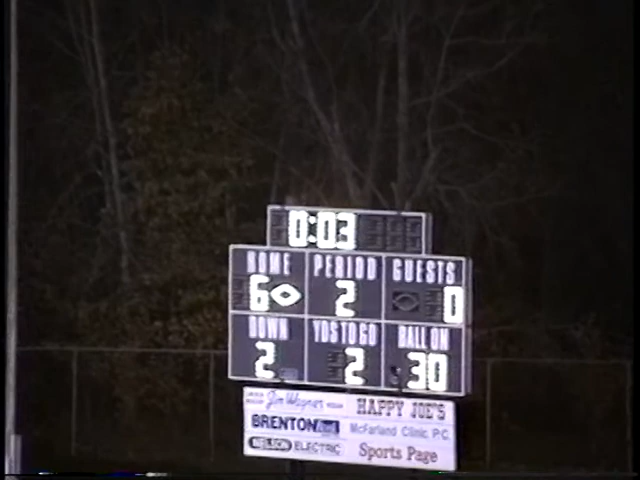 0:03
HOME PERIOD GUESTS
6 2 0
DOWN YDS TO GO BALL ON
2 2 30
Jim Wagner HAPPY JOE'S
BRENTON McFarland Clinic P.C.
NELSON ELECTRIC Sports Page